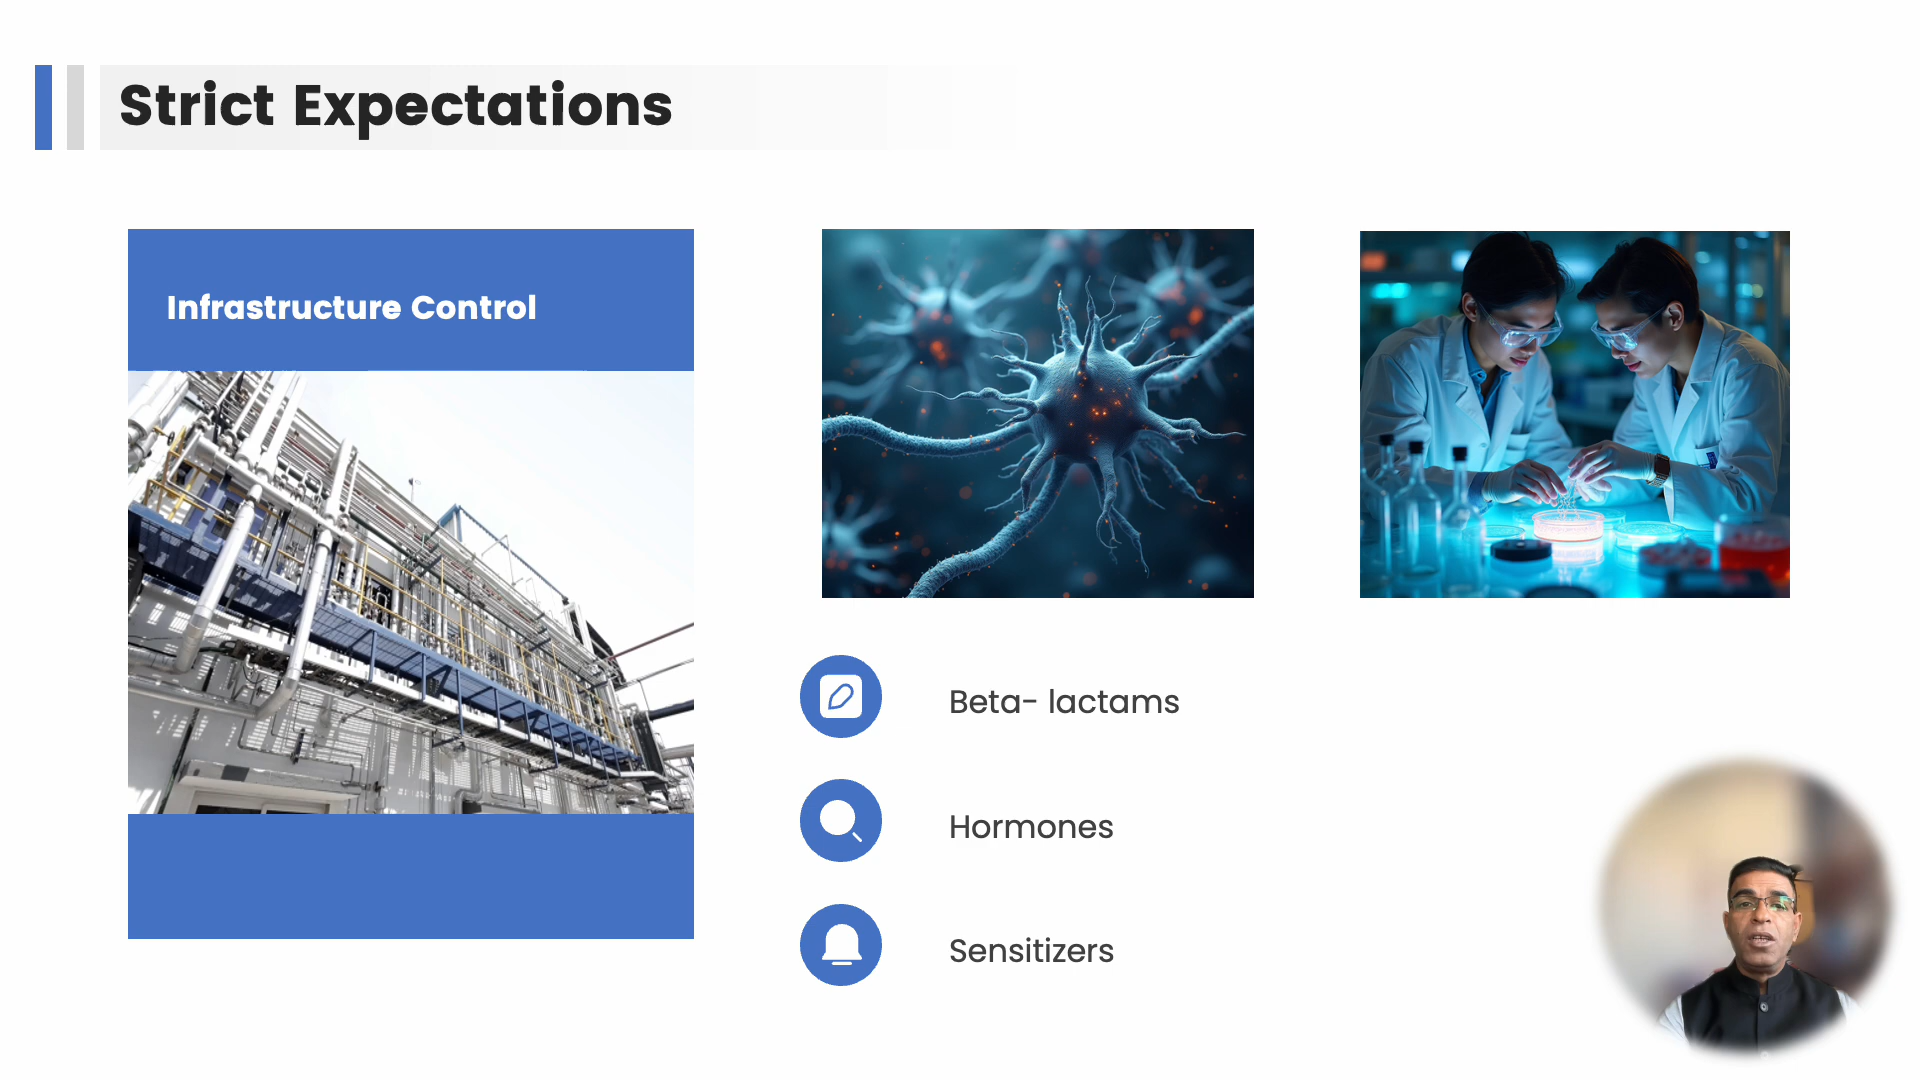 Strict Expectations
Infrastructure Control
Beta- lactams
Hormones
Sensitizers